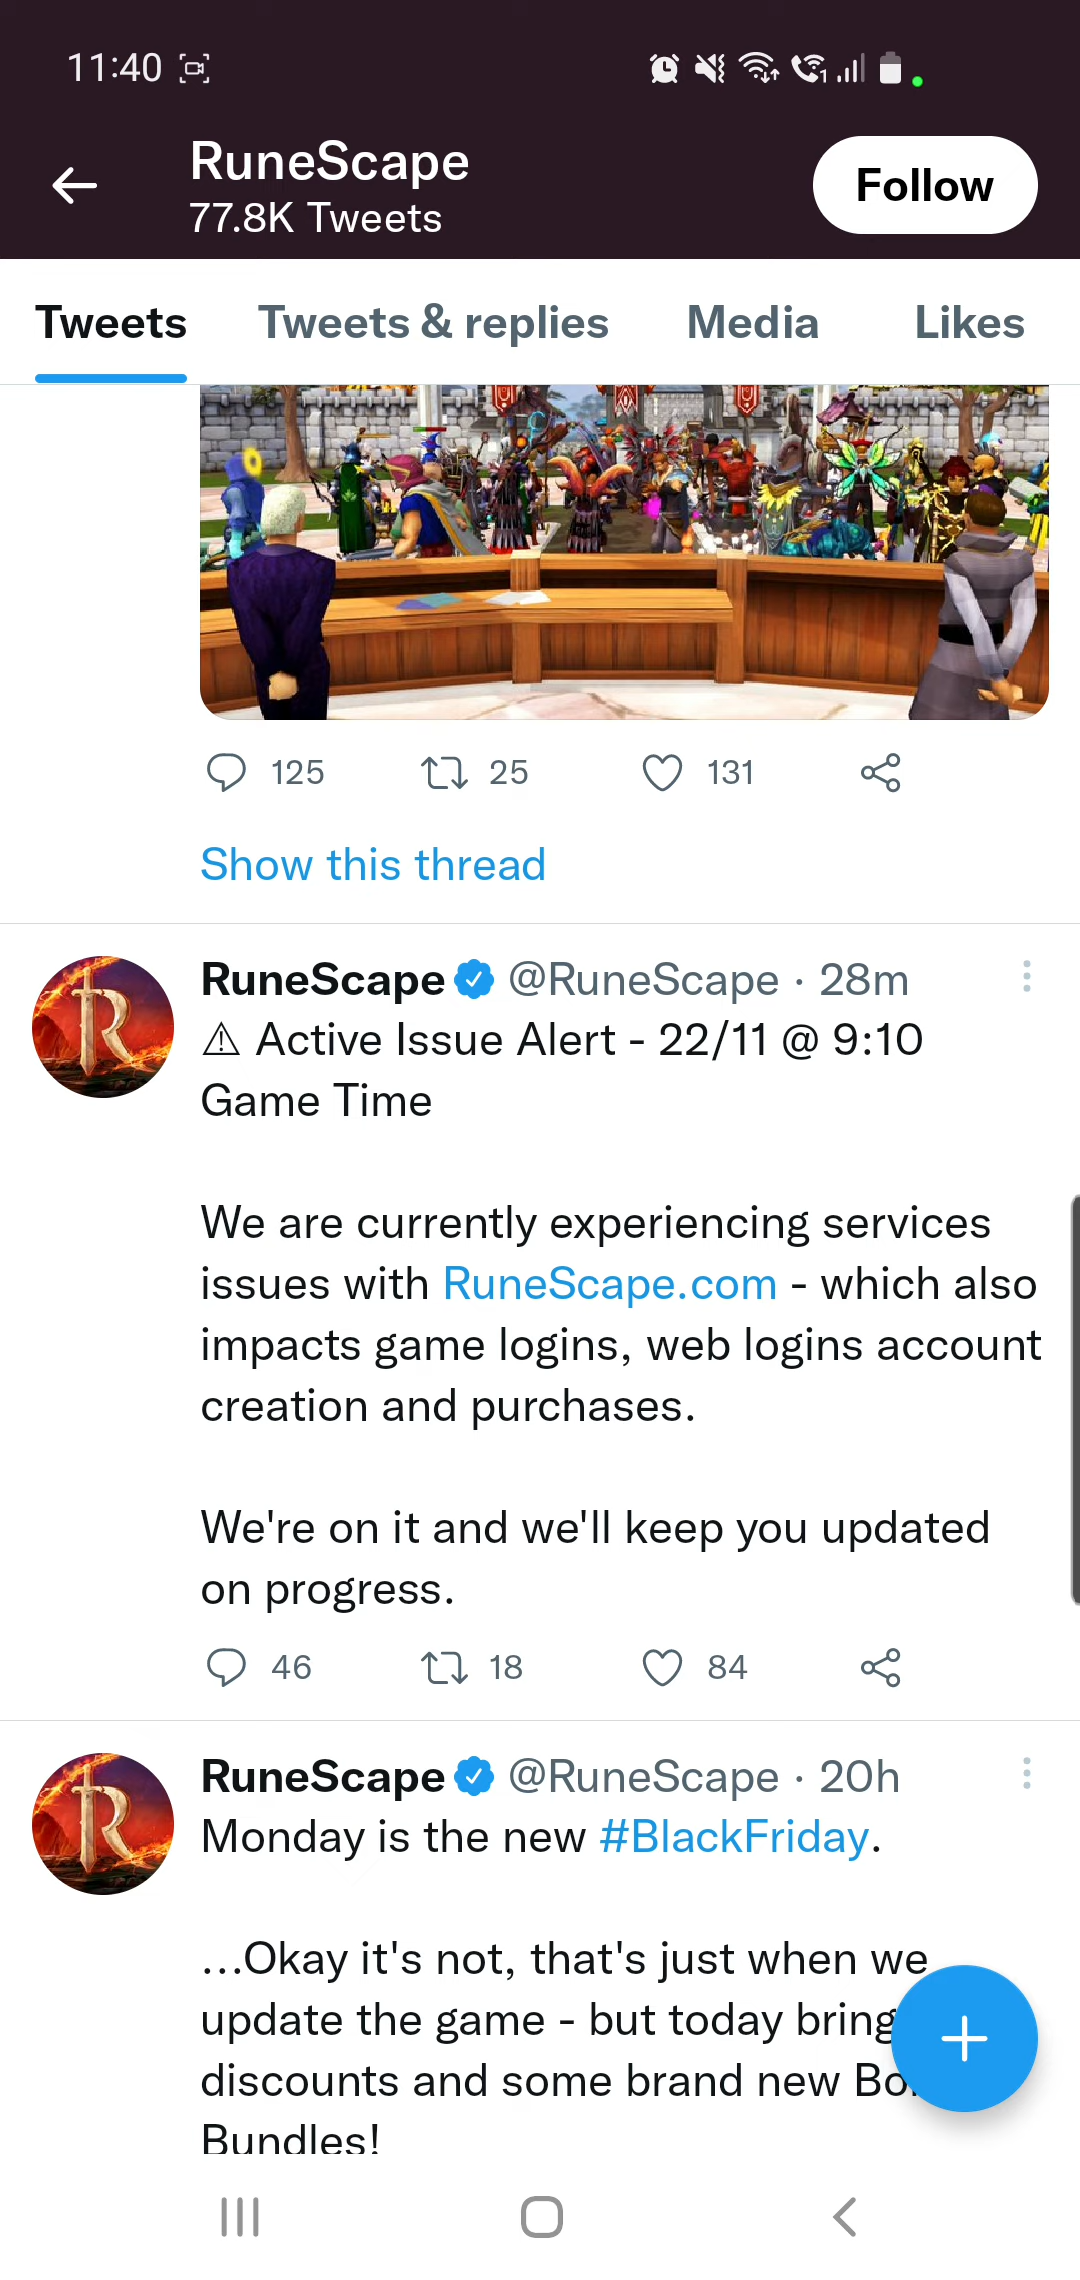 11:40
RuneScape
77.8K Tweets
Follow
Tweets Tweets & replies Media Likes
125 25 131
Show this thread
RuneScape @RuneScape · 28m
⚠ Active Issue Alert - 22/11 @ 9:10
Game Time
We are currently experiencing services
issues with RuneScape.com - which also
impacts game logins, web logins account
creation and purchases.
We're on it and we'll keep you updated
on progress.
46 18 84
RuneScape @RuneScape · 20h
Monday is the new #BlackFriday.
...Okay it's not, that's just when we
update the game - but today bring
discounts and some brand new
Bundles!